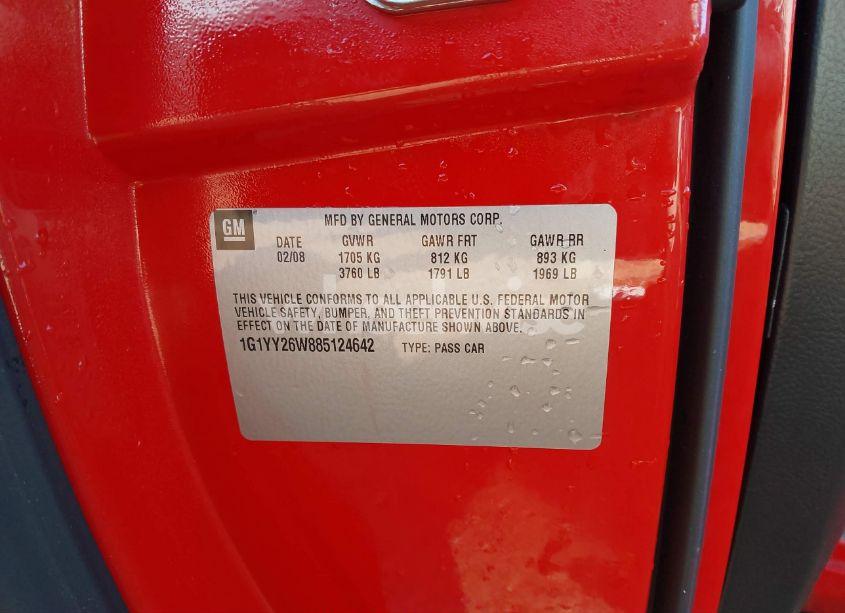 GM
MFD BY GENERAL MOTORS CORP.
DATE GVWR GAWR FRT GAWR RR
02/08 1705 KG 812 KG 893 KG
3760 LB 1791 LB 1969 LB
THIS VEHICLE CONFORMS TO ALL APPLICABLE U.S. FEDERAL MOTOR
VEHICLE SAFETY, BUMPER, AND THEFT PREVENTION STANDARDS IN
EFFECT ON THE DATE OF MANUFACTURE SHOWN ABOVE.
1G1YY26W885124642 TYPE: PASS CAR